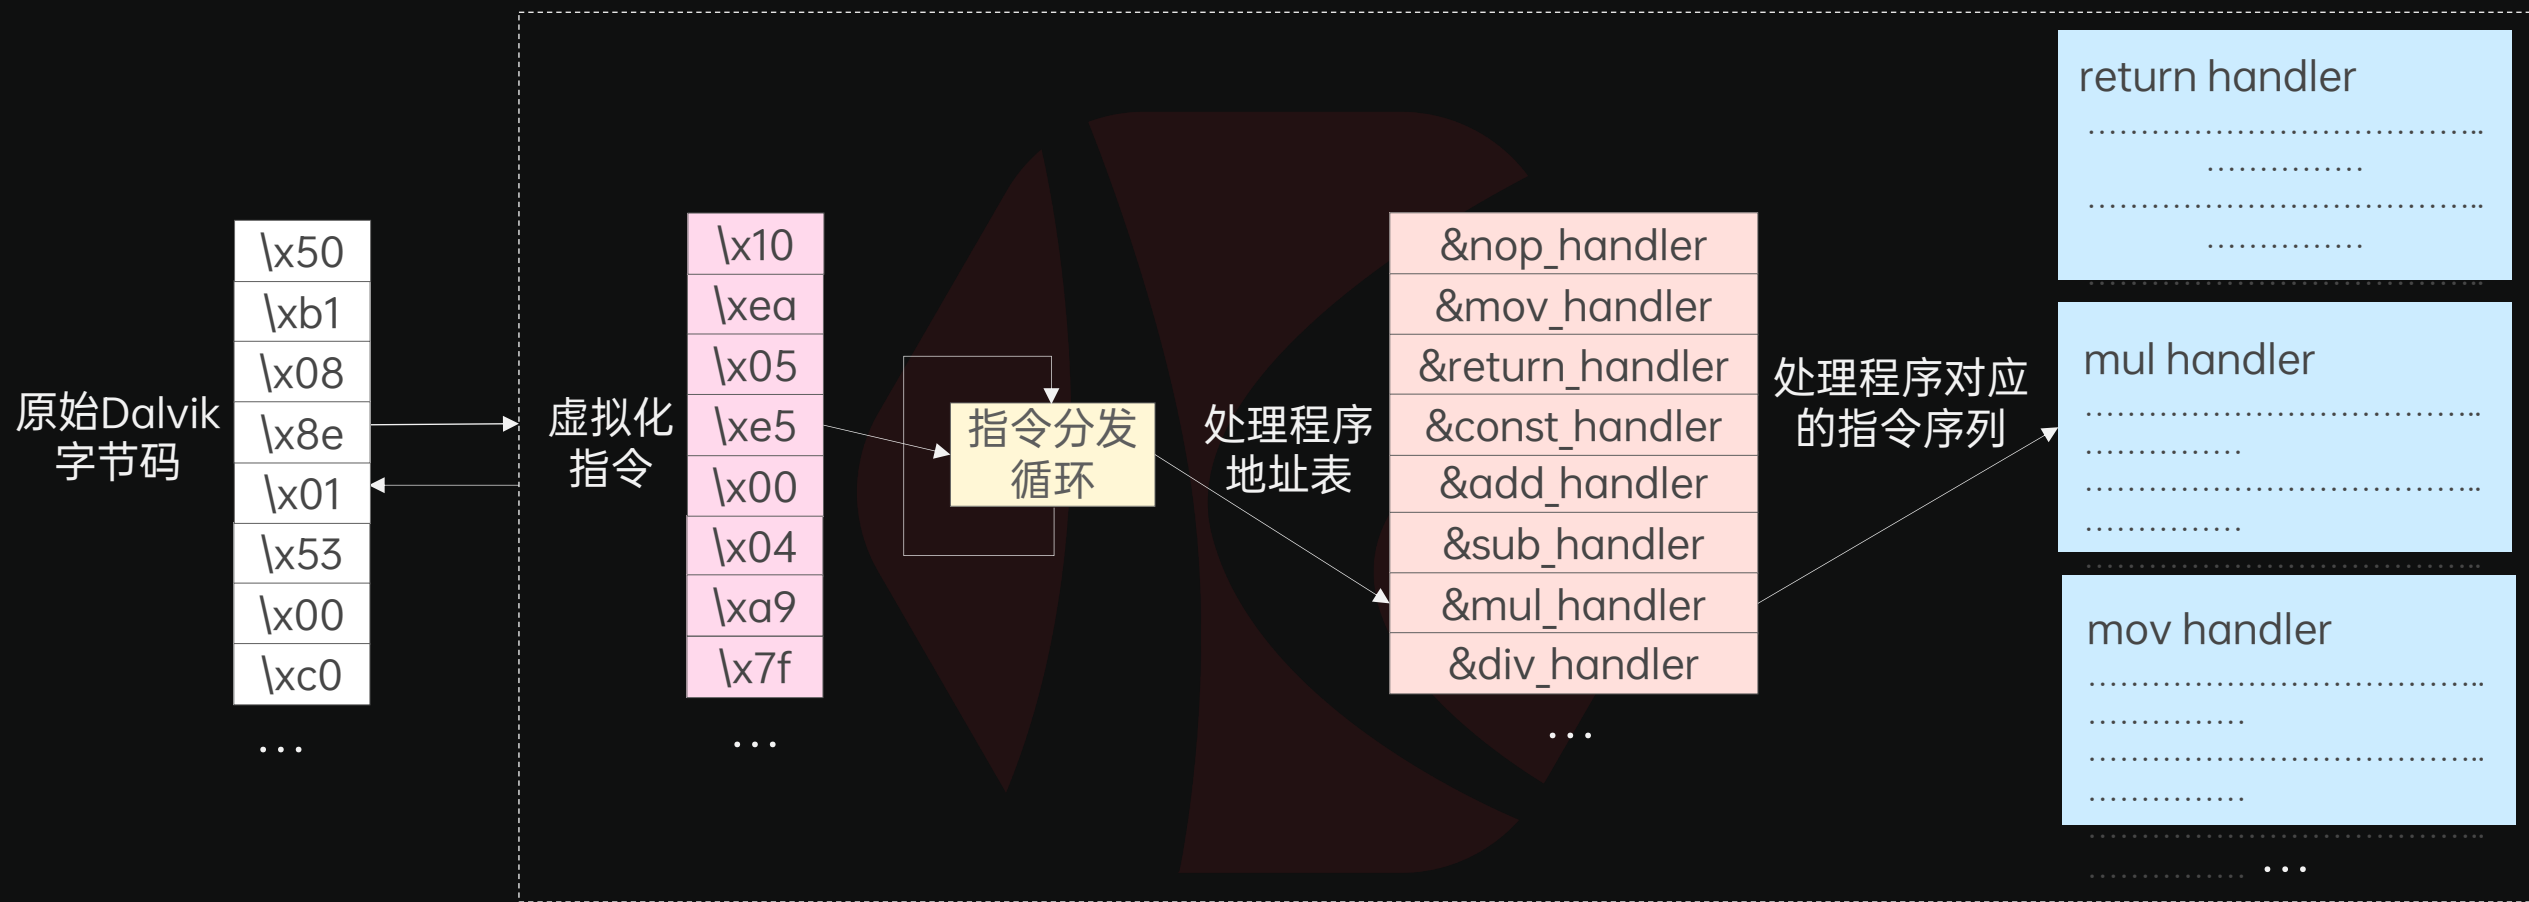 原始Dalvik
字节码
\x50
\xb1
\x08
\x8e
\x01
\x53
\x00
\xc0
...
虚拟化
指令
\x10
\xea
\x05
\xe5
\x00
\x04
\xa9
\x7f
...
指令分发
循环
处理程序
地址表
&nop_handler
&mov_handler
&return_handler
&const_handler
&add_handler
&sub_handler
&mul_handler
&div_handler
...
处理程序对应
的指令序列
return handler
mul handler
mov handler
...